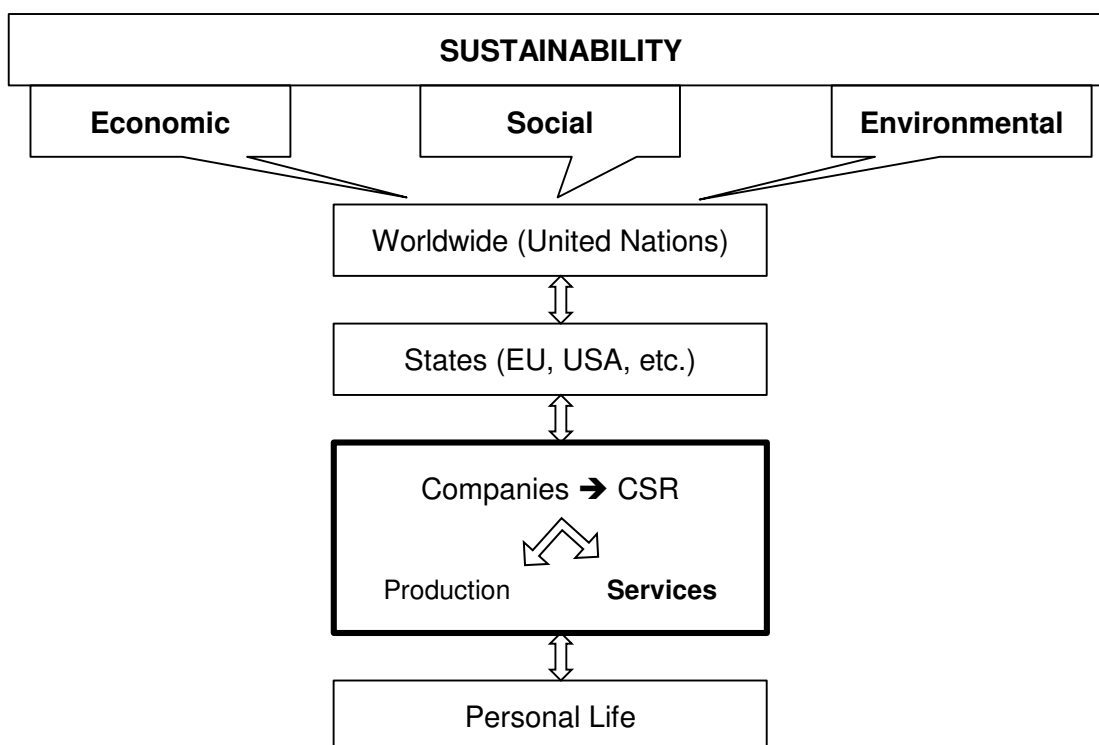 SUSTAINABILITY
Economic Social Environmental
Worldwide (United Nations)
States (EU, USA, etc.)
Companies ➔ CSR
Production Services
Personal Life